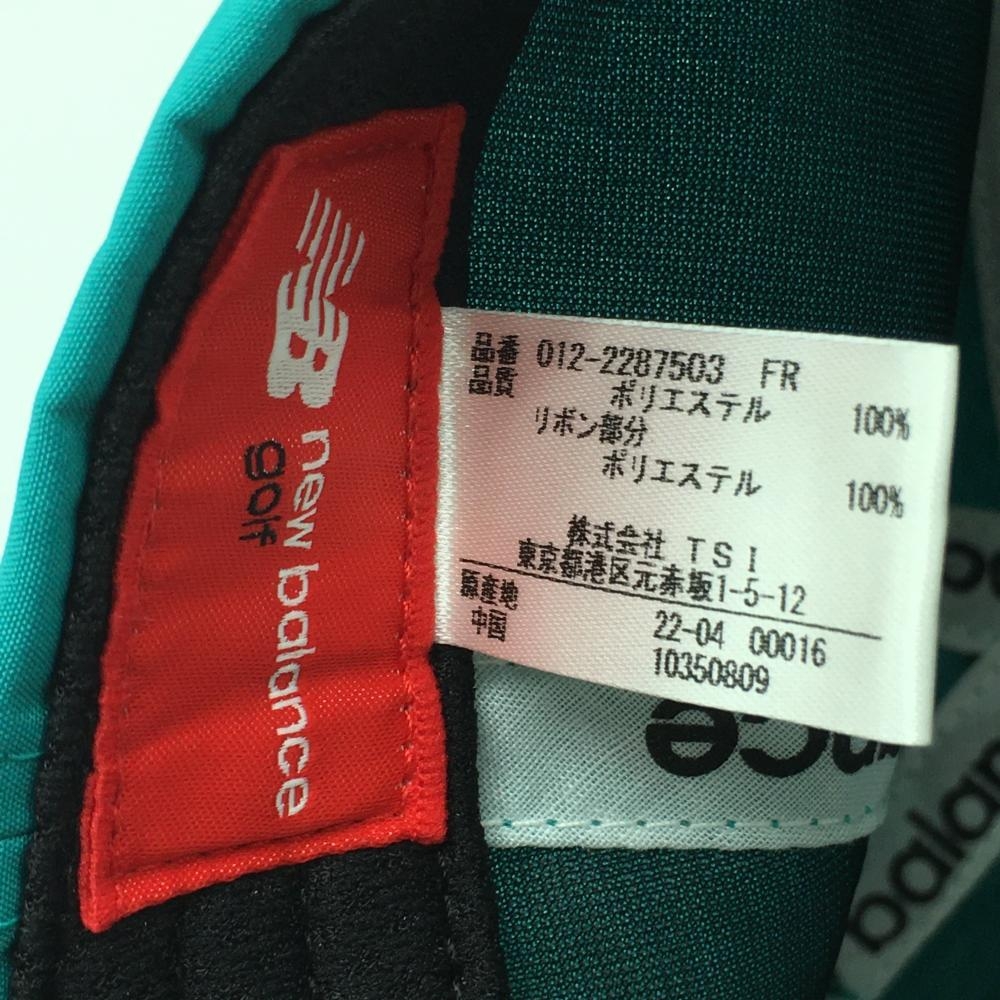 NB
new balance
golf
品番 012-2287503 FR
品質 ポリエステル 100%
リボン部分
ポリエステル 100%
株式会社 TSI
東京都港区元赤坂1-5-12
原産地
中国
22-04 00016
10350809